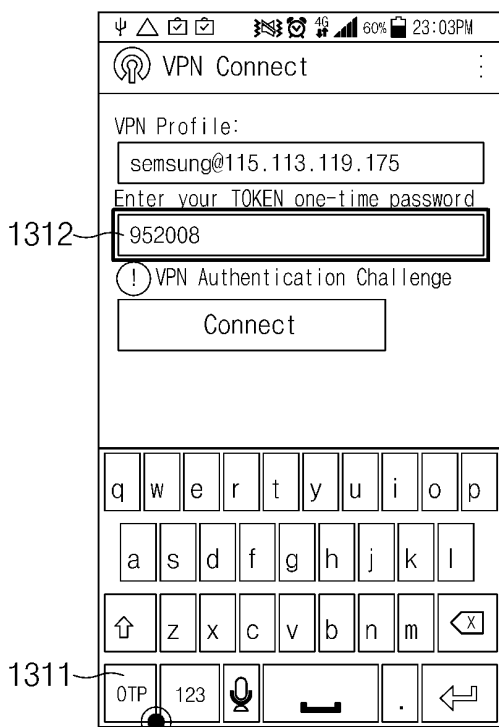 4G 60% 23:03PM
VPN Connect
VPN Profile:
semsung@115.113.119.175
Enter your TOKEN one-time password
1312
952008
! VPN Authentication Challenge
Connect
q w e r t y u i o p
a s d f g h j k l
z x c v b n m X
1311
OTP 123 .